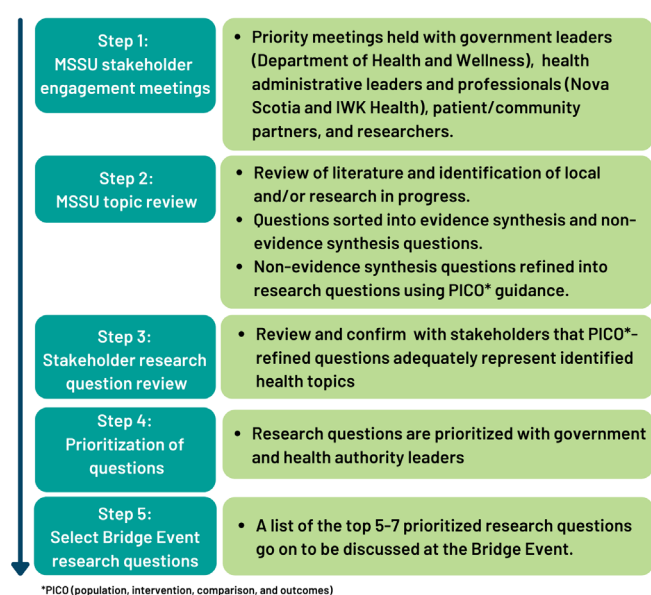 Step 1:
MSSU stakeholder
engagement meetings
• Priority meetings held with government leaders
(Department of Health and Wellness), health
administrative leaders and professionals (Nova
Scotia and IWK Health), patient/community
partners, and researchers.
Step 2:
MSSU topic review
• Review of literature and identification of local
and/or research in progress.
• Questions sorted into evidence synthesis and non-
evidence synthesis questions.
• Non-evidence synthesis questions refined into
research questions using PICO* guidance.
Step 3:
Stakeholder research
question review
• Review and confirm with stakeholders that PICO*-
refined questions adequately represent identified
health topics
Step 4:
Prioritization of
questions
• Research questions are prioritized with government
and health authority leaders
Step 5:
Select Bridge Event
research questions
• A list of the top 5-7 prioritized research questions
go on to be discussed at the Bridge Event.
*PICO (population, intervention, comparison, and outcomes)